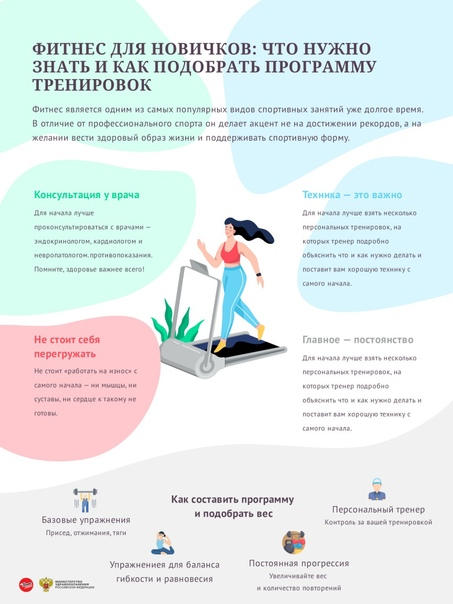 ФИТНЕС ДЛЯ НОВИЧКОВ: ЧТО НУЖНО
ЗНАТЬ И КАК ПОДОБРАТЬ ПРОГРАММУ
ТРЕНИРОВОК
Фитнес является одним из самых популярных видов спортивных занятий уже долгое время.
В отличие от профессионального спорта он делает акцент не на достижении рекордов, а на
желании вести здоровый образ жизни и поддерживать спортивную форму.
Консультация у врача
Для начала лучше
проконсультироваться с врачами —
эндокринологом, кардиологом и
невропатологом.противопоказания.
Помните, здоровье важнее всего!
Техника — это важно
Для начала лучше взять несколько
персональных тренировок, на
которых тренер подробно
объяснит что и как нужно делать и
поставит вам хорошую технику с
самого начала.
Не стоит себя
перегружать
Не стоит «работать на износ» с
самого начала — ни мышцы, ни
суставы, ни сердце к такому не
готовы.
Главное — постоянство
Для начала лучше взять несколько
персональных тренировок, на
которых тренер подробно
объяснит что и как нужно делать и
поставит вам хорошую технику с
самого начала.
Как составить программу
и подобрать вес
Базовые упражнения
Присед, отжимания, тяги
Упражнениея для баланса
гибкости и равновесия
Постоянная прогрессия
Увеличивайте вес
и количество повторений
Персональный тренер
Контроль за вашей тренировкой
МИНИСТЕРСТВО
ЗДРАВООХРАНЕНИЯ
РОССИЙСКОЙ ФЕДЕРАЦИИ